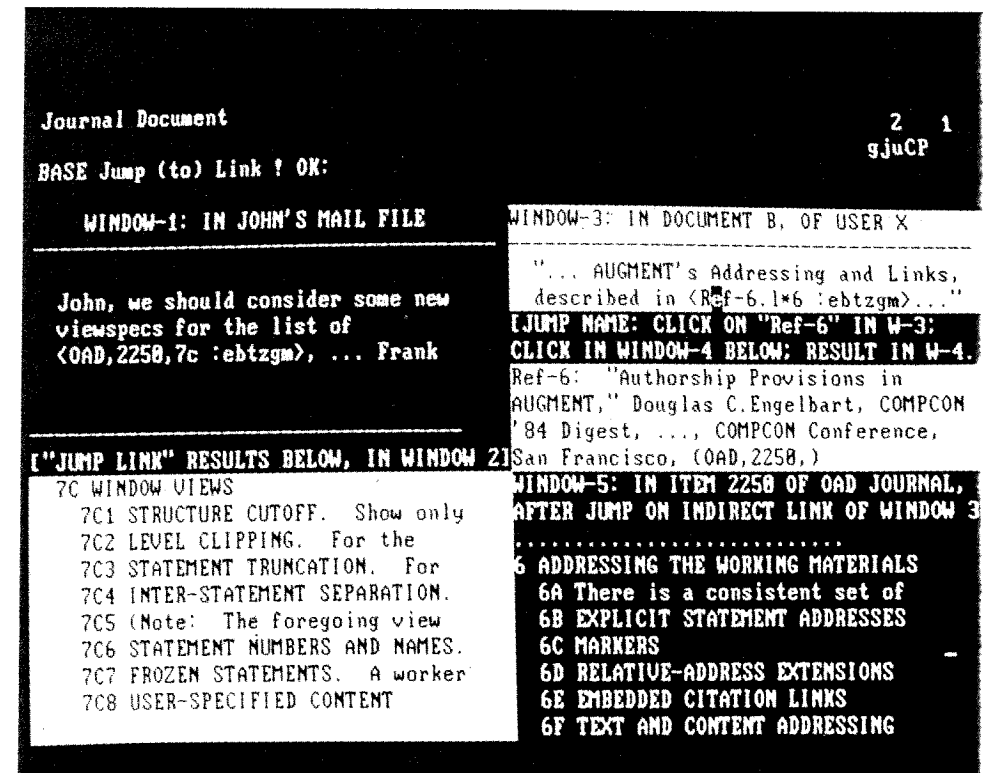 Journal Document
2 1
gjuCP
BASE Jump (to) Link ! OK:
WINDOW-1: IN JOHN'S MAIL FILE
John, we should consider some new
viewspecs for the list of
<OAD,2250,7c :ebtzgm>, ... Frank
["JUMP LINK" RESULTS BELOW, IN WINDOW 2]
7C WINDOW VIEWS
7C1 STRUCTURE CUTOFF. Show only
7C2 LEVEL CLIPPING. For the
7C3 STATEMENT TRUNCATION. For
7C4 INTER-STATEMENT SEPARATION.
7C5 (Note: The foregoing view
7C6 STATEMENT NUMBERS AND NAMES.
7C7 FROZEN STATEMENTS. A worker
7C8 USER-SPECIFIED CONTENT
WINDOW-3: IN DOCUMENT B, OF USER X
"... AUGMENT's Addressing and Links,
described in <Ref-6.l*6 :ebtzgm>..."
[JUMP NAME: CLICK ON "Ref-6" IN W-3;
CLICK IN WINDOW-4 BELOW; RESULT IN W-4.
Ref-6: "Authorship Provisions in
AUGMENT," Douglas C.Engelbart, COMPCON
'84 Digest, ..., COMPCON Conference,
San Francisco, (OAD,2250,)
WINDOW-5: IN ITEM 2250 OF OAD JOURNAL,
AFTER JUMP ON INDIRECT LINK OF WINDOW 3
6 ADDRESSING THE WORKING MATERIALS
6A There is a consistent set of
6B EXPLICIT STATEMENT ADDRESSES
6C MARKERS
6D RELATIVE-ADDRESS EXTENSIONS
6E EMBEDDED CITATION LINKS
6F TEXT AND CONTENT ADDRESSING